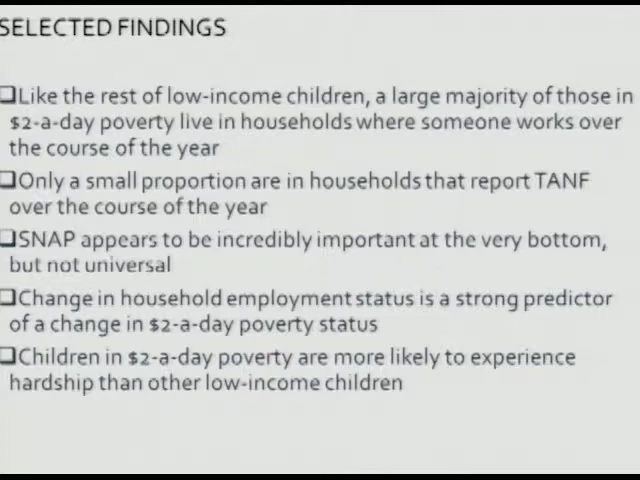 SELECTED FINDINGS
❑Like the rest of low-income children, a large majority of those in
$2-a-day poverty live in households where someone works over
the course of the year
❑Only a small proportion are in households that report TANF
over the course of the year
❑SNAP appears to be incredibly important at the very bottom,
but not universal
❑Change in household employment status is a strong predictor
of a change in $2-a-day poverty status
❑Children in $2-a-day poverty are more likely to experience
hardship than other low-income children